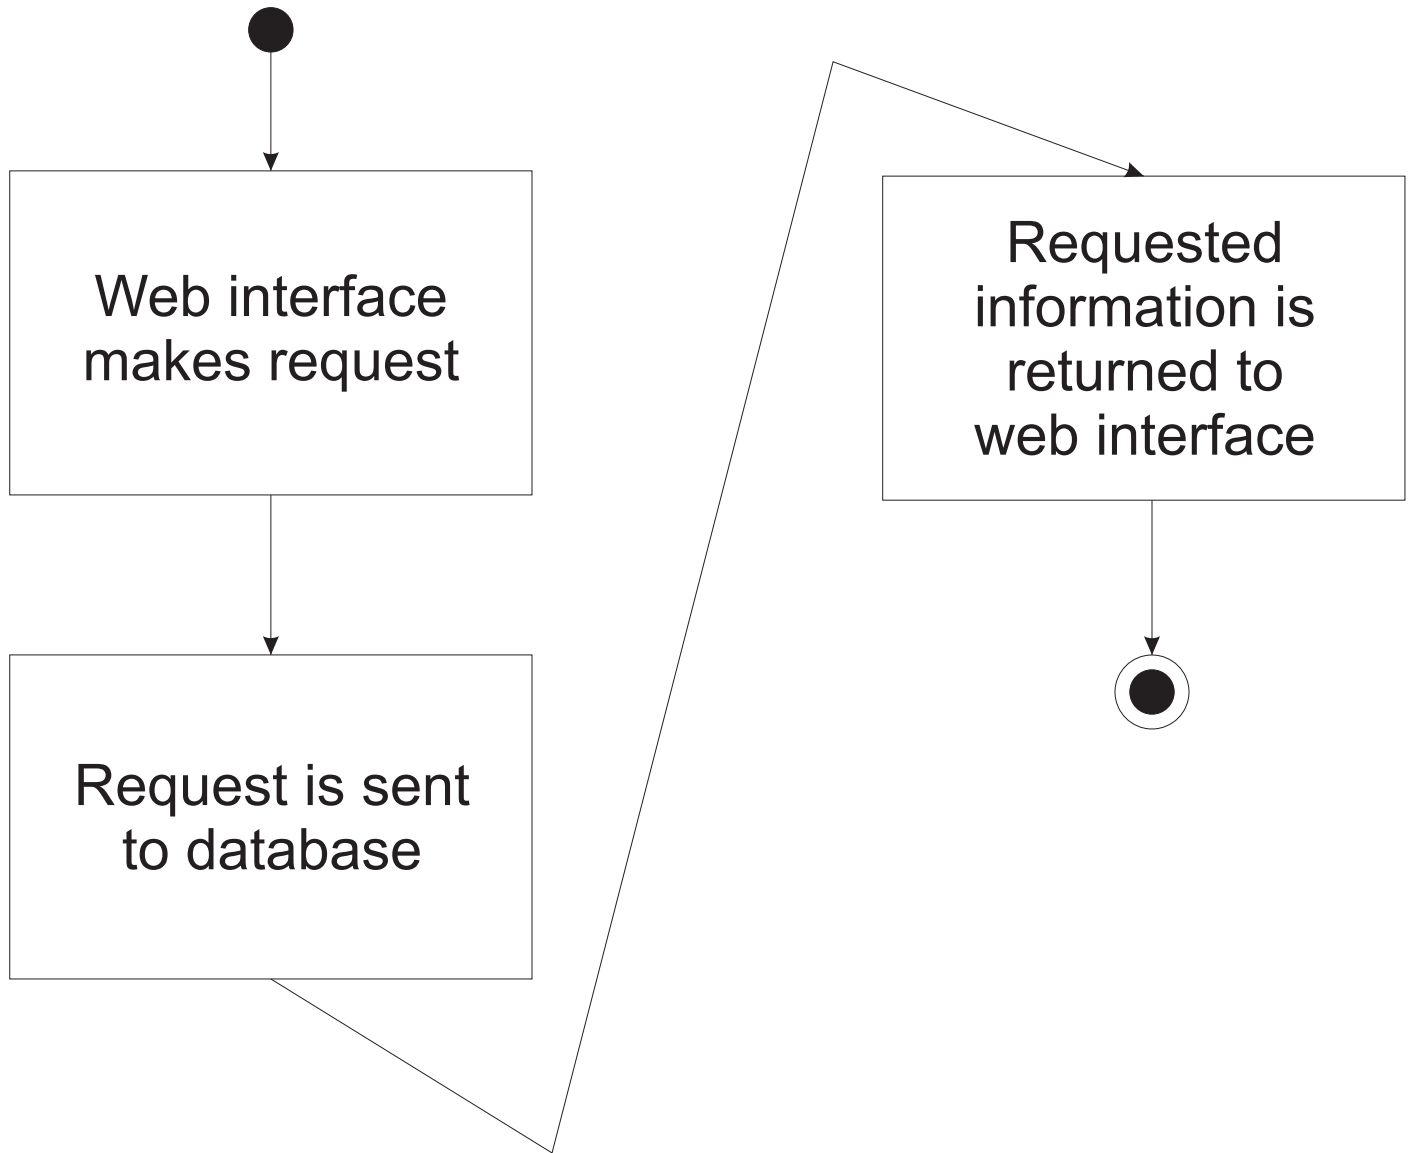 Web interface
makes request
Request is sent
to database
Requested
information is
returned to
web interface